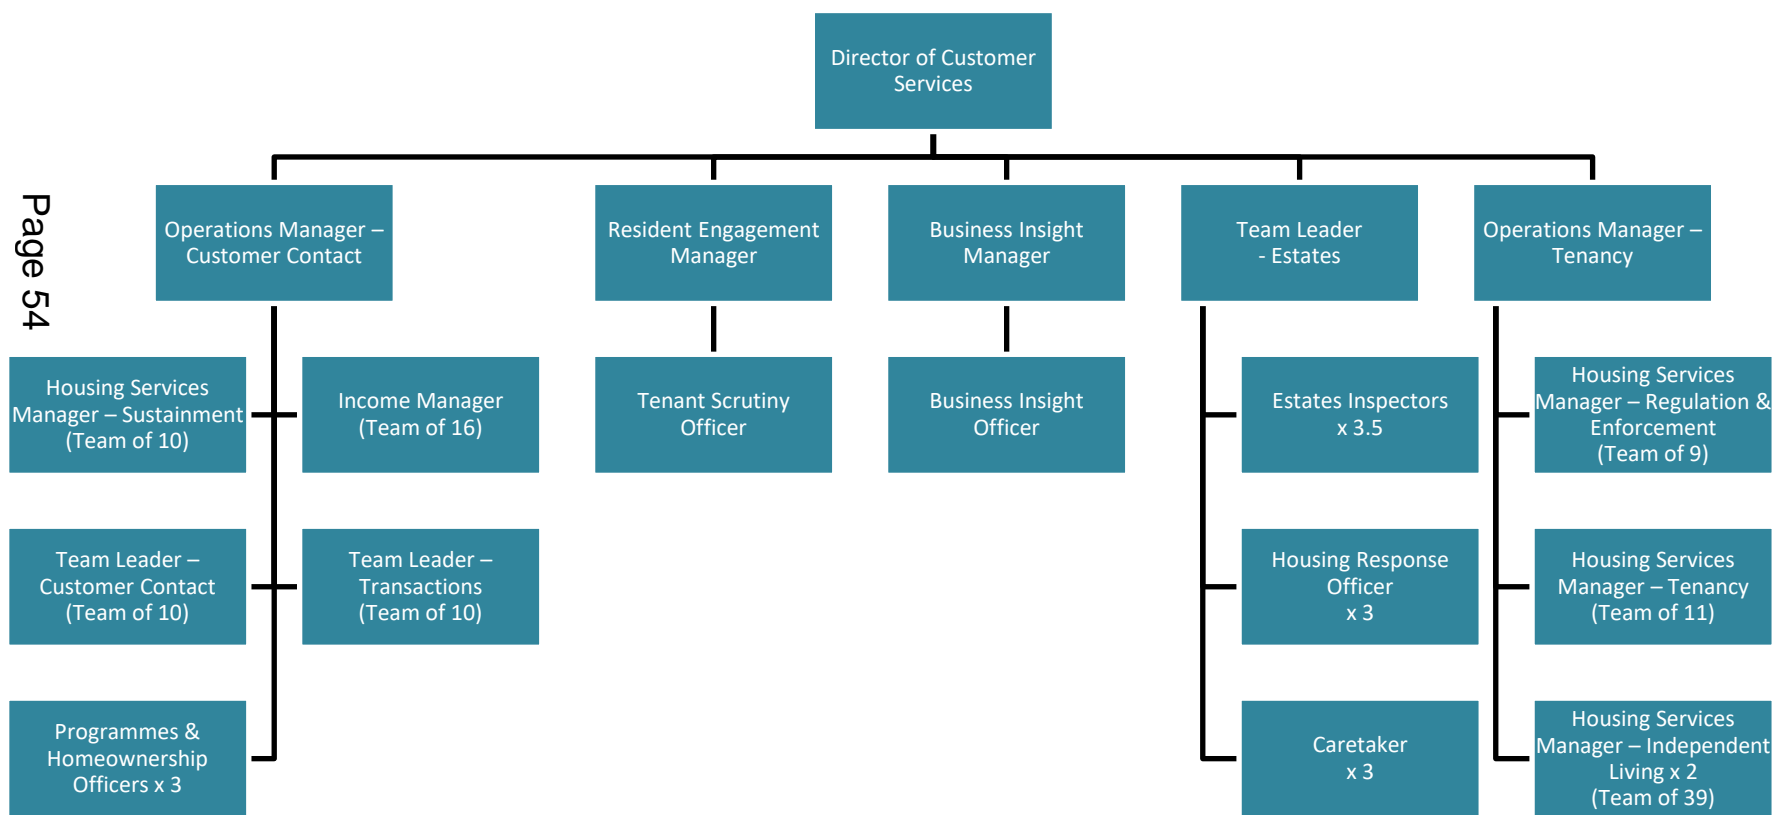 Director of Customer
Services
Page 54
Operations Manager –
Customer Contact
Resident Engagement
Manager
Business Insight
Manager
Team Leader
- Estates
Operations Manager –
Tenancy
Housing Services
Manager – Sustainment
(Team of 10)
Income Manager
(Team of 16)
Tenant Scrutiny
Officer
Business Insight
Officer
Estates Inspectors
x 3.5
Housing Services
Manager – Regulation &
Enforcement
(Team of 9)
Team Leader –
Customer Contact
(Team of 10)
Team Leader –
Transactions
(Team of 10)
Housing Response
Officer
x 3
Housing Services
Manager – Tenancy
(Team of 11)
Programmes &
Homeownership
Officers x 3
Caretaker
x 3
Housing Services
Manager – Independent
Living x 2
(Team of 39)